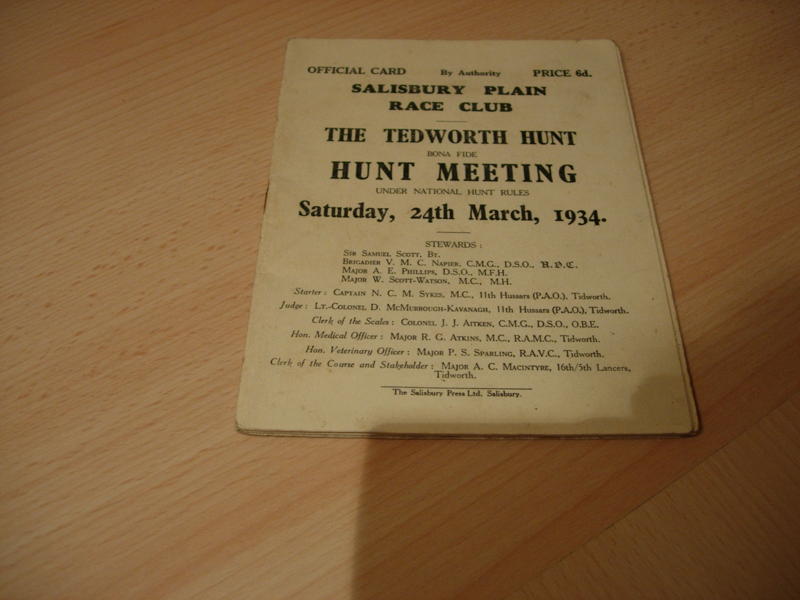 OFFICIAL CARD By Authority PRICE 6d.
SALISBURY PLAIN
RACE CLUB
THE TEDWORTH HUNT
BONA FIDE
HUNT MEETING
UNDER NATIONAL HUNT RULES
Saturday, 24th March, 1934.
STEWARDS :
SIR SAMUEL SCOTT, BT.
BRIGADIER V. M. C. NAPIER, C.M.G., D.S.O.,
MAJOR A. E. PHILLIPS, D.S.O., M.F.H.
MAJOR W. SCOTT-WATSON, M.C., M.H.
Starter : CAPTAIN N. C. M. SYKES, M.C., 11th Hussars (P.A.O.), Tidworth.
Judge : LT.-COLONEL D. MCMURROUGH-KAVANAGH, 11th Hussars (P.A.O.), Tidworth.
Clerk of the Scales : COLONEL J. J. AITKEN, C.M.G., D.S.O., O.B.E.
Hon. Medical Officer : MAJOR R. G. ATKINS, M.C., R.A.M.C., Tidworth.
Hon. Veterinary Officer : MAJOR P. S. SPARLING, R.A.V.C., Tidworth.
Clerk of the Course and Stakeholder : MAJOR A. C. MACINTYRE, 16th/5th Lancers,
Tidworth.
The Salisbury Press Ltd. Salisbury.